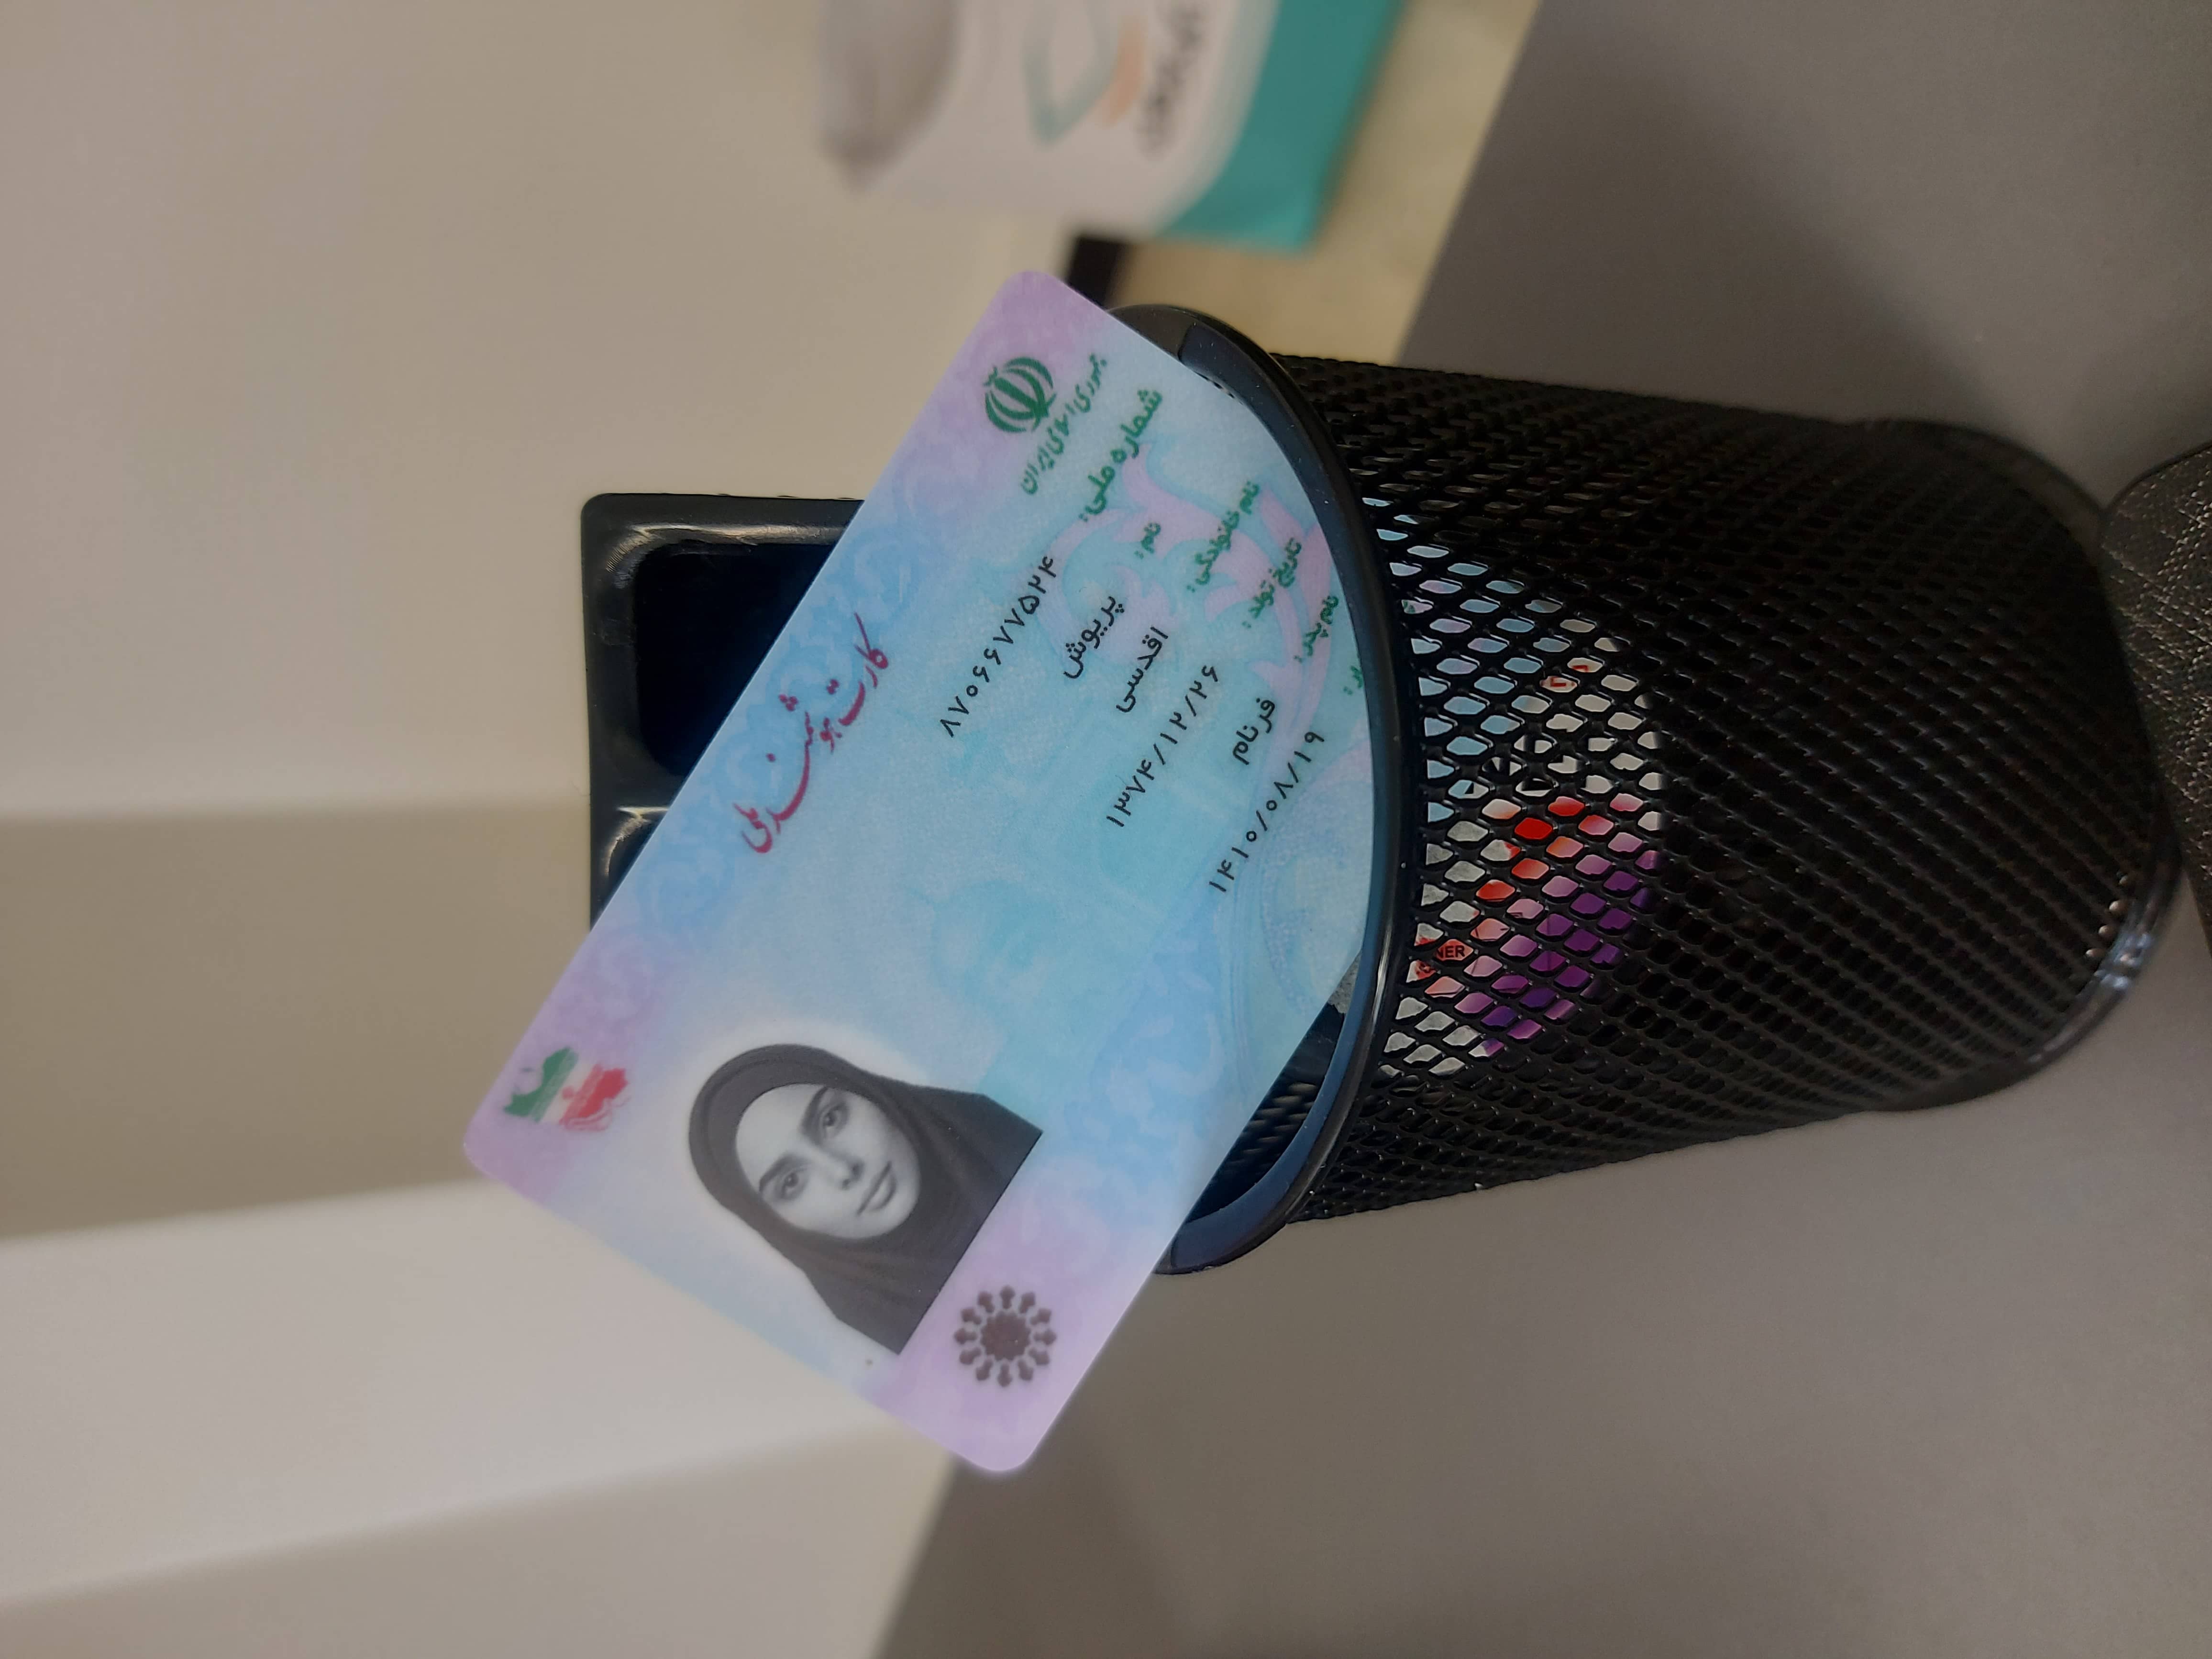 جمهوری اسلامی ایران
کارت هوشمند ملی
شماره ملی:
۸۷۰۶۶۷۷۵۲۴
نام: پریوش
نام خانوادگی: اقدسی
تاریخ تولد: ۱۳۷۴/۱۲/۲۶
نام پدر: فرنام
۱۴۱۰/۰۸/۱۹
NER